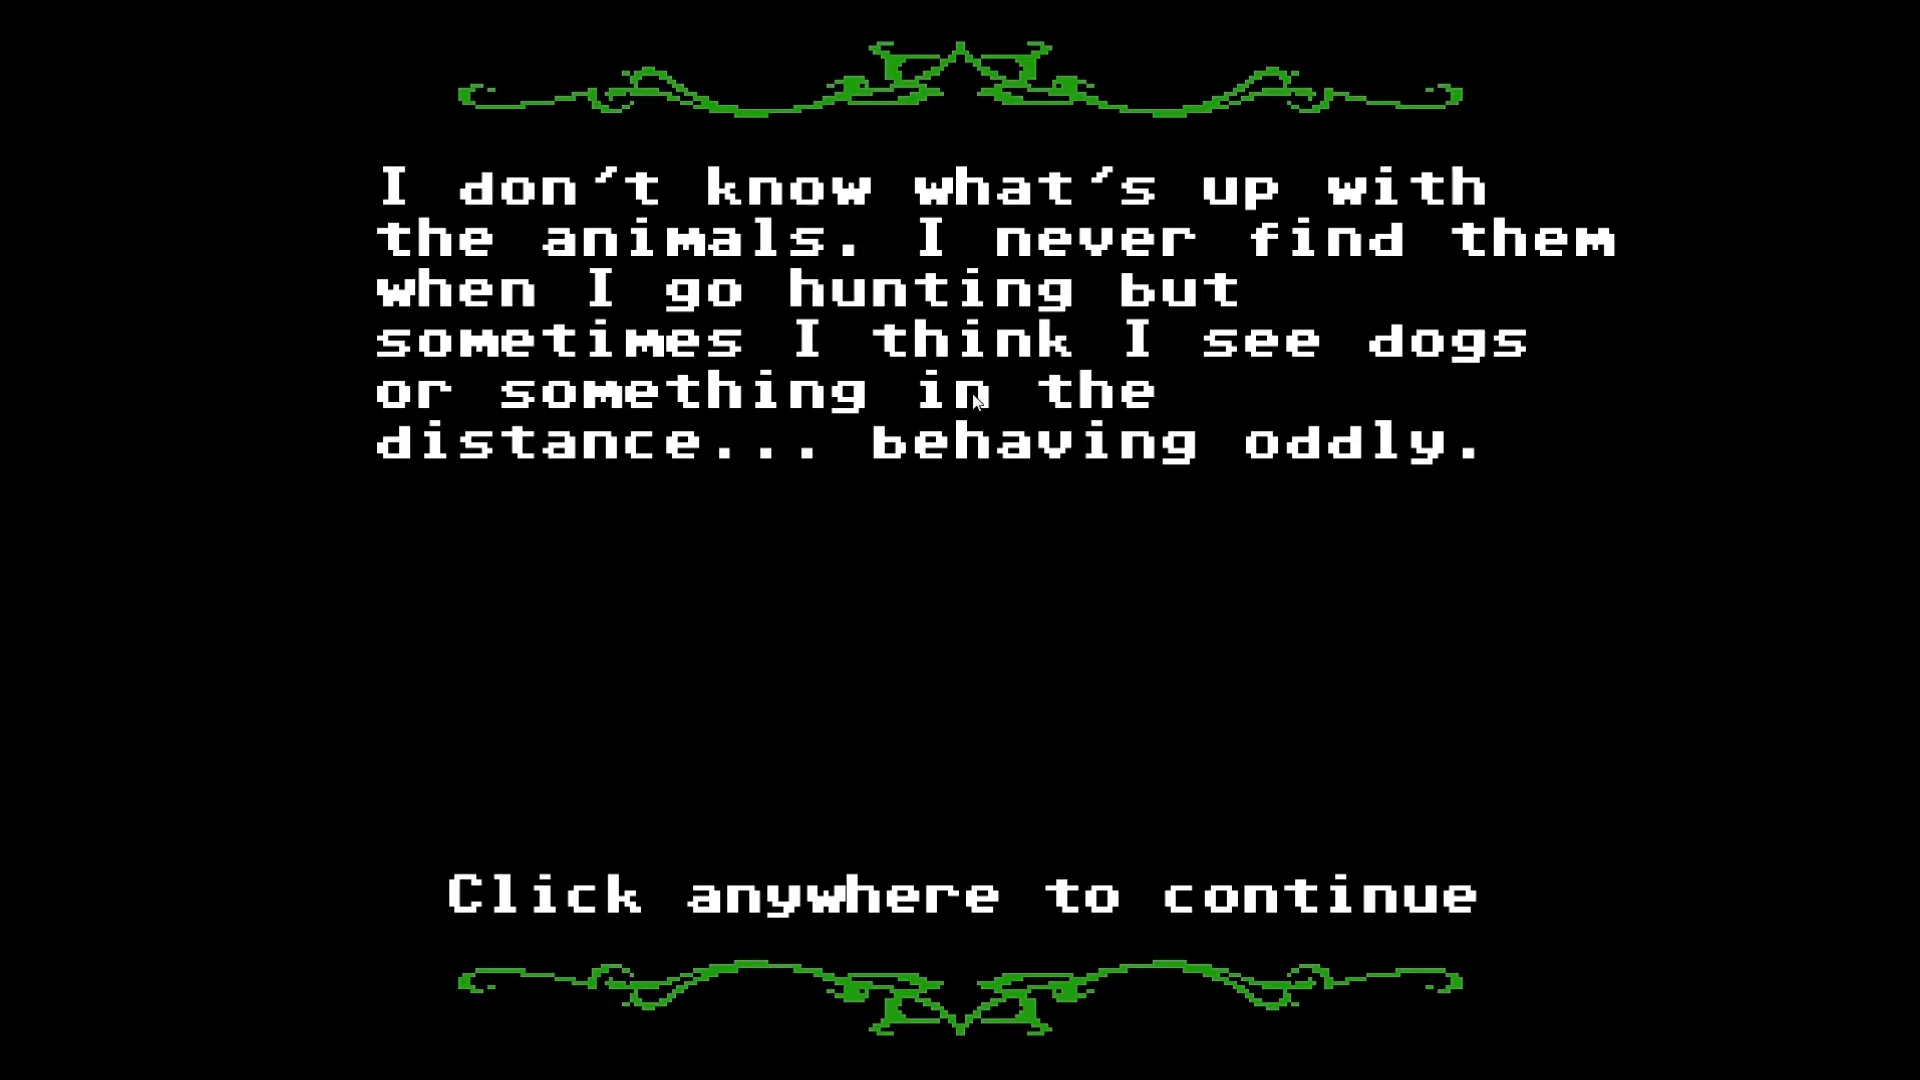 I don't know what's up with
the animals. I never find them
when I go hunting but
sometimes I think I see dogs
or something in the
distance... behaving oddly.
Click anywhere to continue